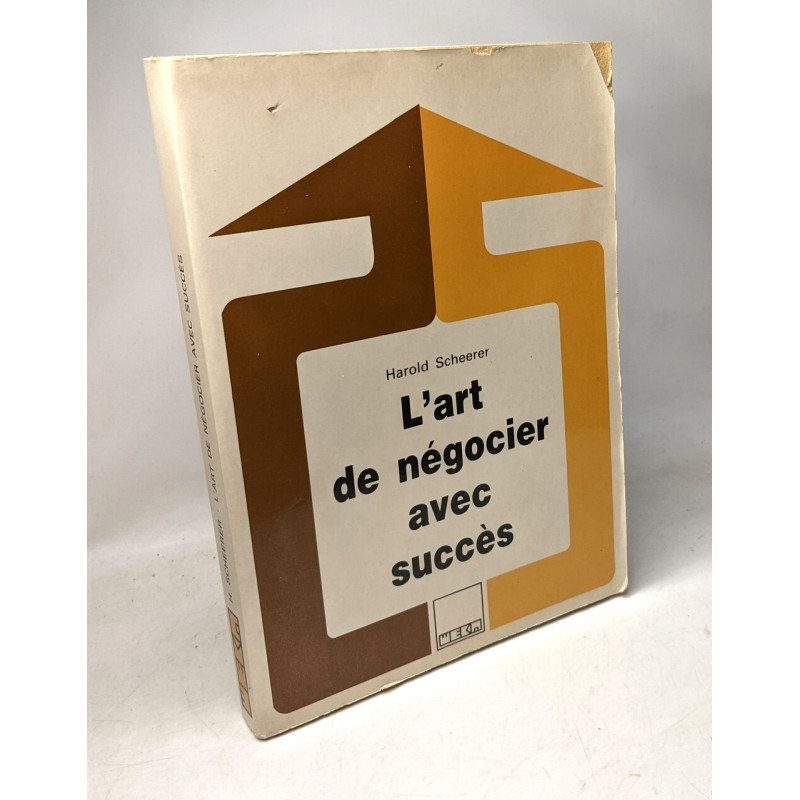 Harold Scheerer
L'art
de négocier
avec
succès
H. SCHEERER - L'ART DE NÉGOCIER AVEC SUCCÈS